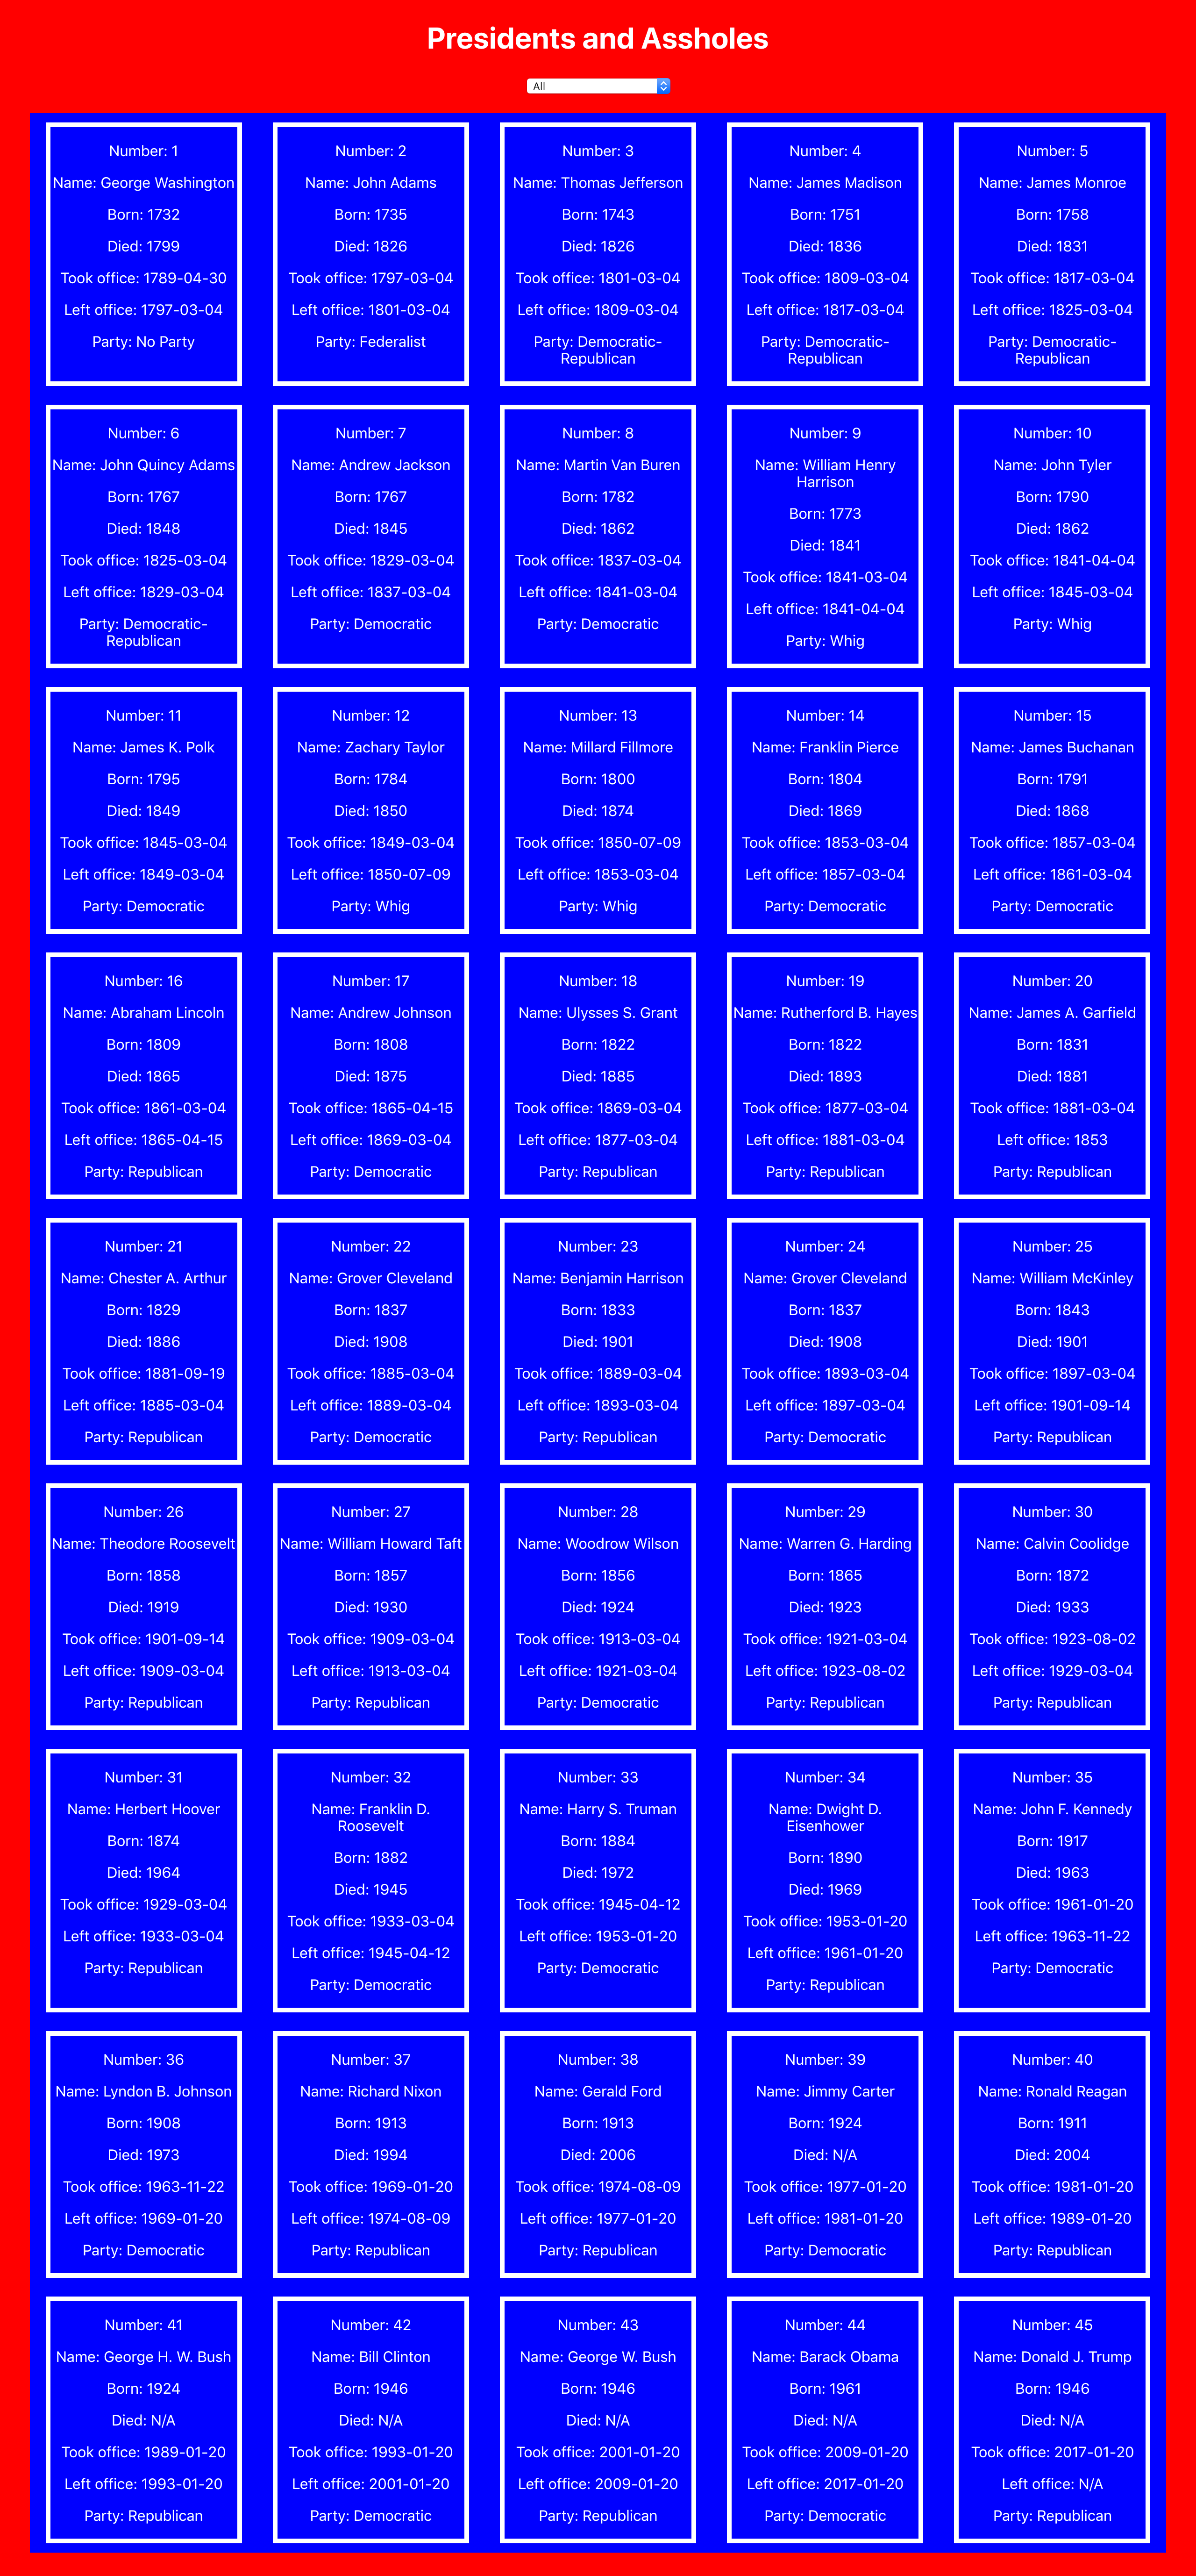 Presidents and Assholes
All
Number: 1
Name: George Washington
Born: 1732
Died: 1799
Took office: 1789-04-30
Left office: 1797-03-04
Party: No Party
Number: 2
Name: John Adams
Born: 1735
Died: 1826
Took office: 1797-03-04
Left office: 1801-03-04
Party: Federalist
Number: 3
Name: Thomas Jefferson
Born: 1743
Died: 1826
Took office: 1801-03-04
Left office: 1809-03-04
Party: Democratic-
Republican
Number: 4
Name: James Madison
Born: 1751
Died: 1836
Took office: 1809-03-04
Left office: 1817-03-04
Party: Democratic-
Republican
Number: 5
Name: James Monroe
Born: 1758
Died: 1831
Took office: 1817-03-04
Left office: 1825-03-04
Party: Democratic-
Republican
Number: 6
Name: John Quincy Adams
Born: 1767
Died: 1848
Took office: 1825-03-04
Left office: 1829-03-04
Party: Democratic-
Republican
Number: 7
Name: Andrew Jackson
Born: 1767
Died: 1845
Took office: 1829-03-04
Left office: 1837-03-04
Party: Democratic
Number: 8
Name: Martin Van Buren
Born: 1782
Died: 1862
Took office: 1837-03-04
Left office: 1841-03-04
Party: Democratic
Number: 9
Name: William Henry
Harrison
Born: 1773
Died: 1841
Took office: 1841-03-04
Left office: 1841-04-04
Party: Whig
Number: 10
Name: John Tyler
Born: 1790
Died: 1862
Took office: 1841-04-04
Left office: 1845-03-04
Party: Whig
Number: 11
Name: James K. Polk
Born: 1795
Died: 1849
Took office: 1845-03-04
Left office: 1849-03-04
Party: Democratic
Number: 12
Name: Zachary Taylor
Born: 1784
Died: 1850
Took office: 1849-03-04
Left office: 1850-07-09
Party: Whig
Number: 13
Name: Millard Fillmore
Born: 1800
Died: 1874
Took office: 1850-07-09
Left office: 1853-03-04
Party: Whig
Number: 14
Name: Franklin Pierce
Born: 1804
Died: 1869
Took office: 1853-03-04
Left office: 1857-03-04
Party: Democratic
Number: 15
Name: James Buchanan
Born: 1791
Died: 1868
Took office: 1857-03-04
Left office: 1861-03-04
Party: Democratic
Number: 16
Name: Abraham Lincoln
Born: 1809
Died: 1865
Took office: 1861-03-04
Left office: 1865-04-15
Party: Republican
Number: 17
Name: Andrew Johnson
Born: 1808
Died: 1875
Took office: 1865-04-15
Left office: 1869-03-04
Party: Democratic
Number: 18
Name: Ulysses S. Grant
Born: 1822
Died: 1885
Took office: 1869-03-04
Left office: 1877-03-04
Party: Republican
Number: 19
Name: Rutherford B. Hayes
Born: 1822
Died: 1893
Took office: 1877-03-04
Left office: 1881-03-04
Party: Republican
Number: 20
Name: James A. Garfield
Born: 1831
Died: 1881
Took office: 1881-03-04
Left office: 1853
Party: Republican
Number: 21
Name: Chester A. Arthur
Born: 1829
Died: 1886
Took office: 1881-09-19
Left office: 1885-03-04
Party: Republican
Number: 22
Name: Grover Cleveland
Born: 1837
Died: 1908
Took office: 1885-03-04
Left office: 1889-03-04
Party: Democratic
Number: 23
Name: Benjamin Harrison
Born: 1833
Died: 1901
Took office: 1889-03-04
Left office: 1893-03-04
Party: Republican
Number: 24
Name: Grover Cleveland
Born: 1837
Died: 1908
Took office: 1893-03-04
Left office: 1897-03-04
Party: Democratic
Number: 25
Name: William McKinley
Born: 1843
Died: 1901
Took office: 1897-03-04
Left office: 1901-09-14
Party: Republican
Number: 26
Name: Theodore Roosevelt
Born: 1858
Died: 1919
Took office: 1901-09-14
Left office: 1909-03-04
Party: Republican
Number: 27
Name: William Howard Taft
Born: 1857
Died: 1930
Took office: 1909-03-04
Left office: 1913-03-04
Party: Republican
Number: 28
Name: Woodrow Wilson
Born: 1856
Died: 1924
Took office: 1913-03-04
Left office: 1921-03-04
Party: Democratic
Number: 29
Name: Warren G. Harding
Born: 1865
Died: 1923
Took office: 1921-03-04
Left office: 1923-08-02
Party: Republican
Number: 30
Name: Calvin Coolidge
Born: 1872
Died: 1933
Took office: 1923-08-02
Left office: 1929-03-04
Party: Republican
Number: 31
Name: Herbert Hoover
Born: 1874
Died: 1964
Took office: 1929-03-04
Left office: 1933-03-04
Party: Republican
Number: 32
Name: Franklin D.
Roosevelt
Born: 1882
Died: 1945
Took office: 1933-03-04
Left office: 1945-04-12
Party: Democratic
Number: 33
Name: Harry S. Truman
Born: 1884
Died: 1972
Took office: 1945-04-12
Left office: 1953-01-20
Party: Democratic
Number: 34
Name: Dwight D.
Eisenhower
Born: 1890
Died: 1969
Took office: 1953-01-20
Left office: 1961-01-20
Party: Republican
Number: 35
Name: John F. Kennedy
Born: 1917
Died: 1963
Took office: 1961-01-20
Left office: 1963-11-22
Party: Democratic
Number: 36
Name: Lyndon B. Johnson
Born: 1908
Died: 1973
Took office: 1963-11-22
Left office: 1969-01-20
Party: Democratic
Number: 37
Name: Richard Nixon
Born: 1913
Died: 1994
Took office: 1969-01-20
Left office: 1974-08-09
Party: Republican
Number: 38
Name: Gerald Ford
Born: 1913
Died: 2006
Took office: 1974-08-09
Left office: 1977-01-20
Party: Republican
Number: 39
Name: Jimmy Carter
Born: 1924
Died: N/A
Took office: 1977-01-20
Left office: 1981-01-20
Party: Democratic
Number: 40
Name: Ronald Reagan
Born: 1911
Died: 2004
Took office: 1981-01-20
Left office: 1989-01-20
Party: Republican
Number: 41
Name: George H. W. Bush
Born: 1924
Died: N/A
Took office: 1989-01-20
Left office: 1993-01-20
Party: Republican
Number: 42
Name: Bill Clinton
Born: 1946
Died: N/A
Took office: 1993-01-20
Left office: 2001-01-20
Party: Democratic
Number: 43
Name: George W. Bush
Born: 1946
Died: N/A
Took office: 2001-01-20
Left office: 2009-01-20
Party: Republican
Number: 44
Name: Barack Obama
Born: 1961
Died: N/A
Took office: 2009-01-20
Left office: 2017-01-20
Party: Democratic
Number: 45
Name: Donald J. Trump
Born: 1946
Died: N/A
Took office: 2017-01-20
Left office: N/A
Party: Republican